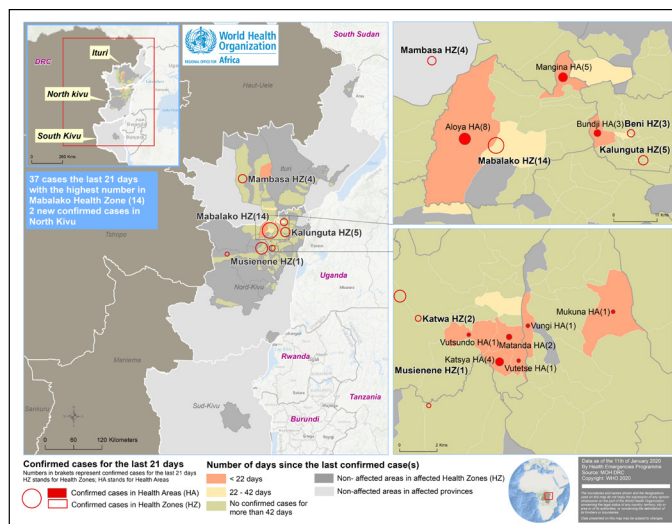 DRC
Ituri
North kivu
South Kivu
World Health
Organization
REGIONAL OFFICE FOR Africa
South Sudan
Haut-Uele
37 cases the last 21 days
with the highest number in
Mabalako Health Zone (14)
2 new confirmed cases in
North Kivu
Ituri
Mambasa HZ(4)
Mabalako HZ(14)
Kalunguta HZ(5)
Musienene HZ(1)
Tshopo
Nord-Kivu
Uganda
Maniema
Rwanda
Sankuru
Sud-Kivu
Tanzania
Burundi
0 60 120 Kilometers
Mambasa HZ(4)
Mangina HA(5)
Aloya HA(8)
Bundji HA(3)
Beni HZ(3)
Mabalako HZ(14)
Kalunguta HZ(5)
Katwa HZ(2)
Mukuna HA(1)
Vungi HA(1)
Vutsundo HA(1)
Matanda HA(2)
Musienene HZ(1)
Katsya HA(4)
Vutetse HA(1)
0 2 Kms
Confirmed cases for the last 21 days
Numbers in brakets represent confirmed cases for the last 21 days
HZ stands for Health Zones; HA stands for Health Areas
Confirmed cases in Health Areas (HA)
Confirmed cases in Health Zones (HZ)
Number of days since the last confirmed case(s)
< 22 days
22 - 42 days
No confirmed cases for
more than 42 days
Non- affected areas in affected Health Zones (HZ)
Non-affected areas in affected provinces
Data as of the 11th of January 2020
By Health Emergencies Programme
Source: MOH DRC
Copyright: WHO 2020